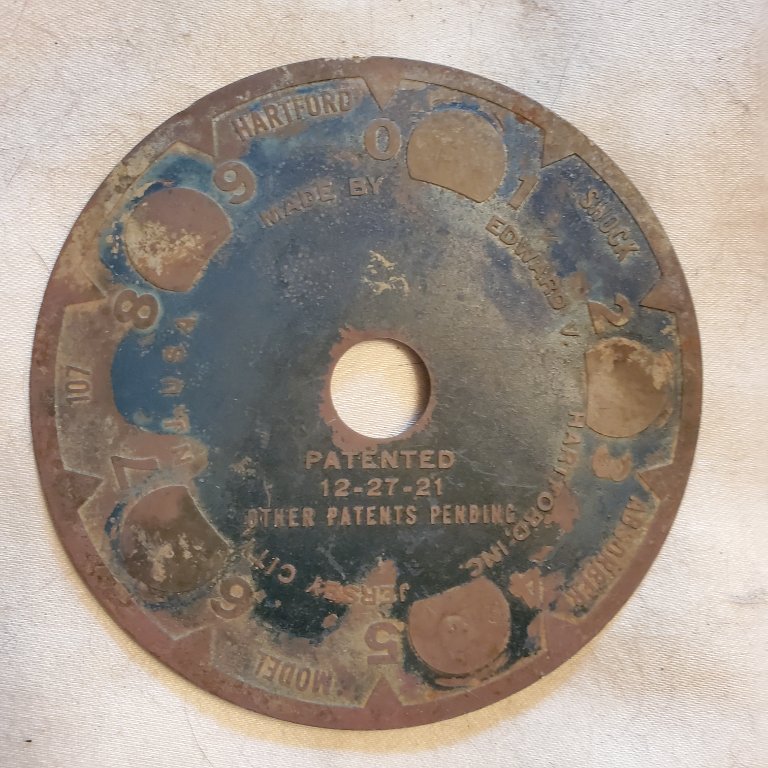 HARTFORD
SHOCK
ABSORBER
MODEL
107
0
1
2
3
4
5
6
7
8
9
MADE BY
EDWARD V.
HARTFORD, INC.
JERSEY CITY
N.J. U.S.A
PATENTED
12-27-21
OTHER PATENTS PENDING